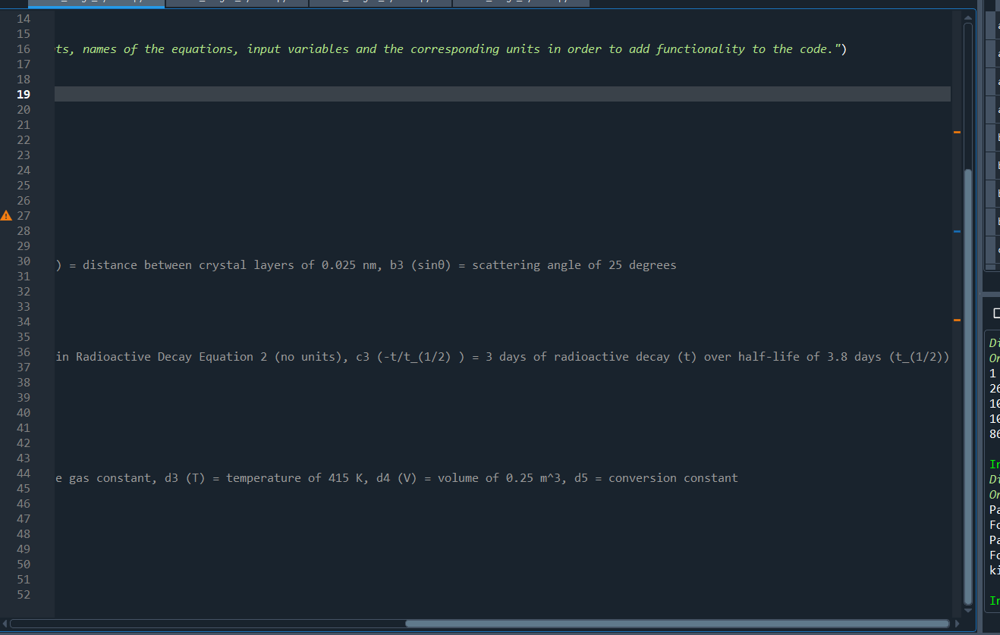 14
15
16 ts, names of the equations, input variables and the corresponding units in order to add functionality to the code.")
17
18
19
20
21
22
23
24
25
26
27
28
29
30 ) = distance between crystal layers of 0.025 nm, b3 (sinθ) = scattering angle of 25 degrees
31
32
33
34
35
36 in Radioactive Decay Equation 2 (no units), c3 (-t/t_(1/2) ) = 3 days of radioactive decay (t) over half-life of 3.8 days (t_(1/2))
37
38
39
40
41
42
43
44 e gas constant, d3 (T) = temperature of 415 K, d4 (V) = volume of 0.25 m^3, d5 = conversion constant
45
46
47
48
49
50
51
52
Di
Or
1
26
10
10
86
In
Di
Or
Pa
Fo
Pa
Fo
ki
In